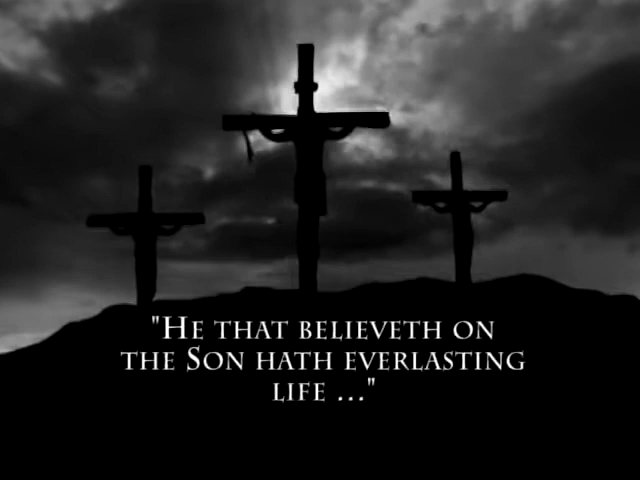 "He that believeth on
the Son hath everlasting
life ..."